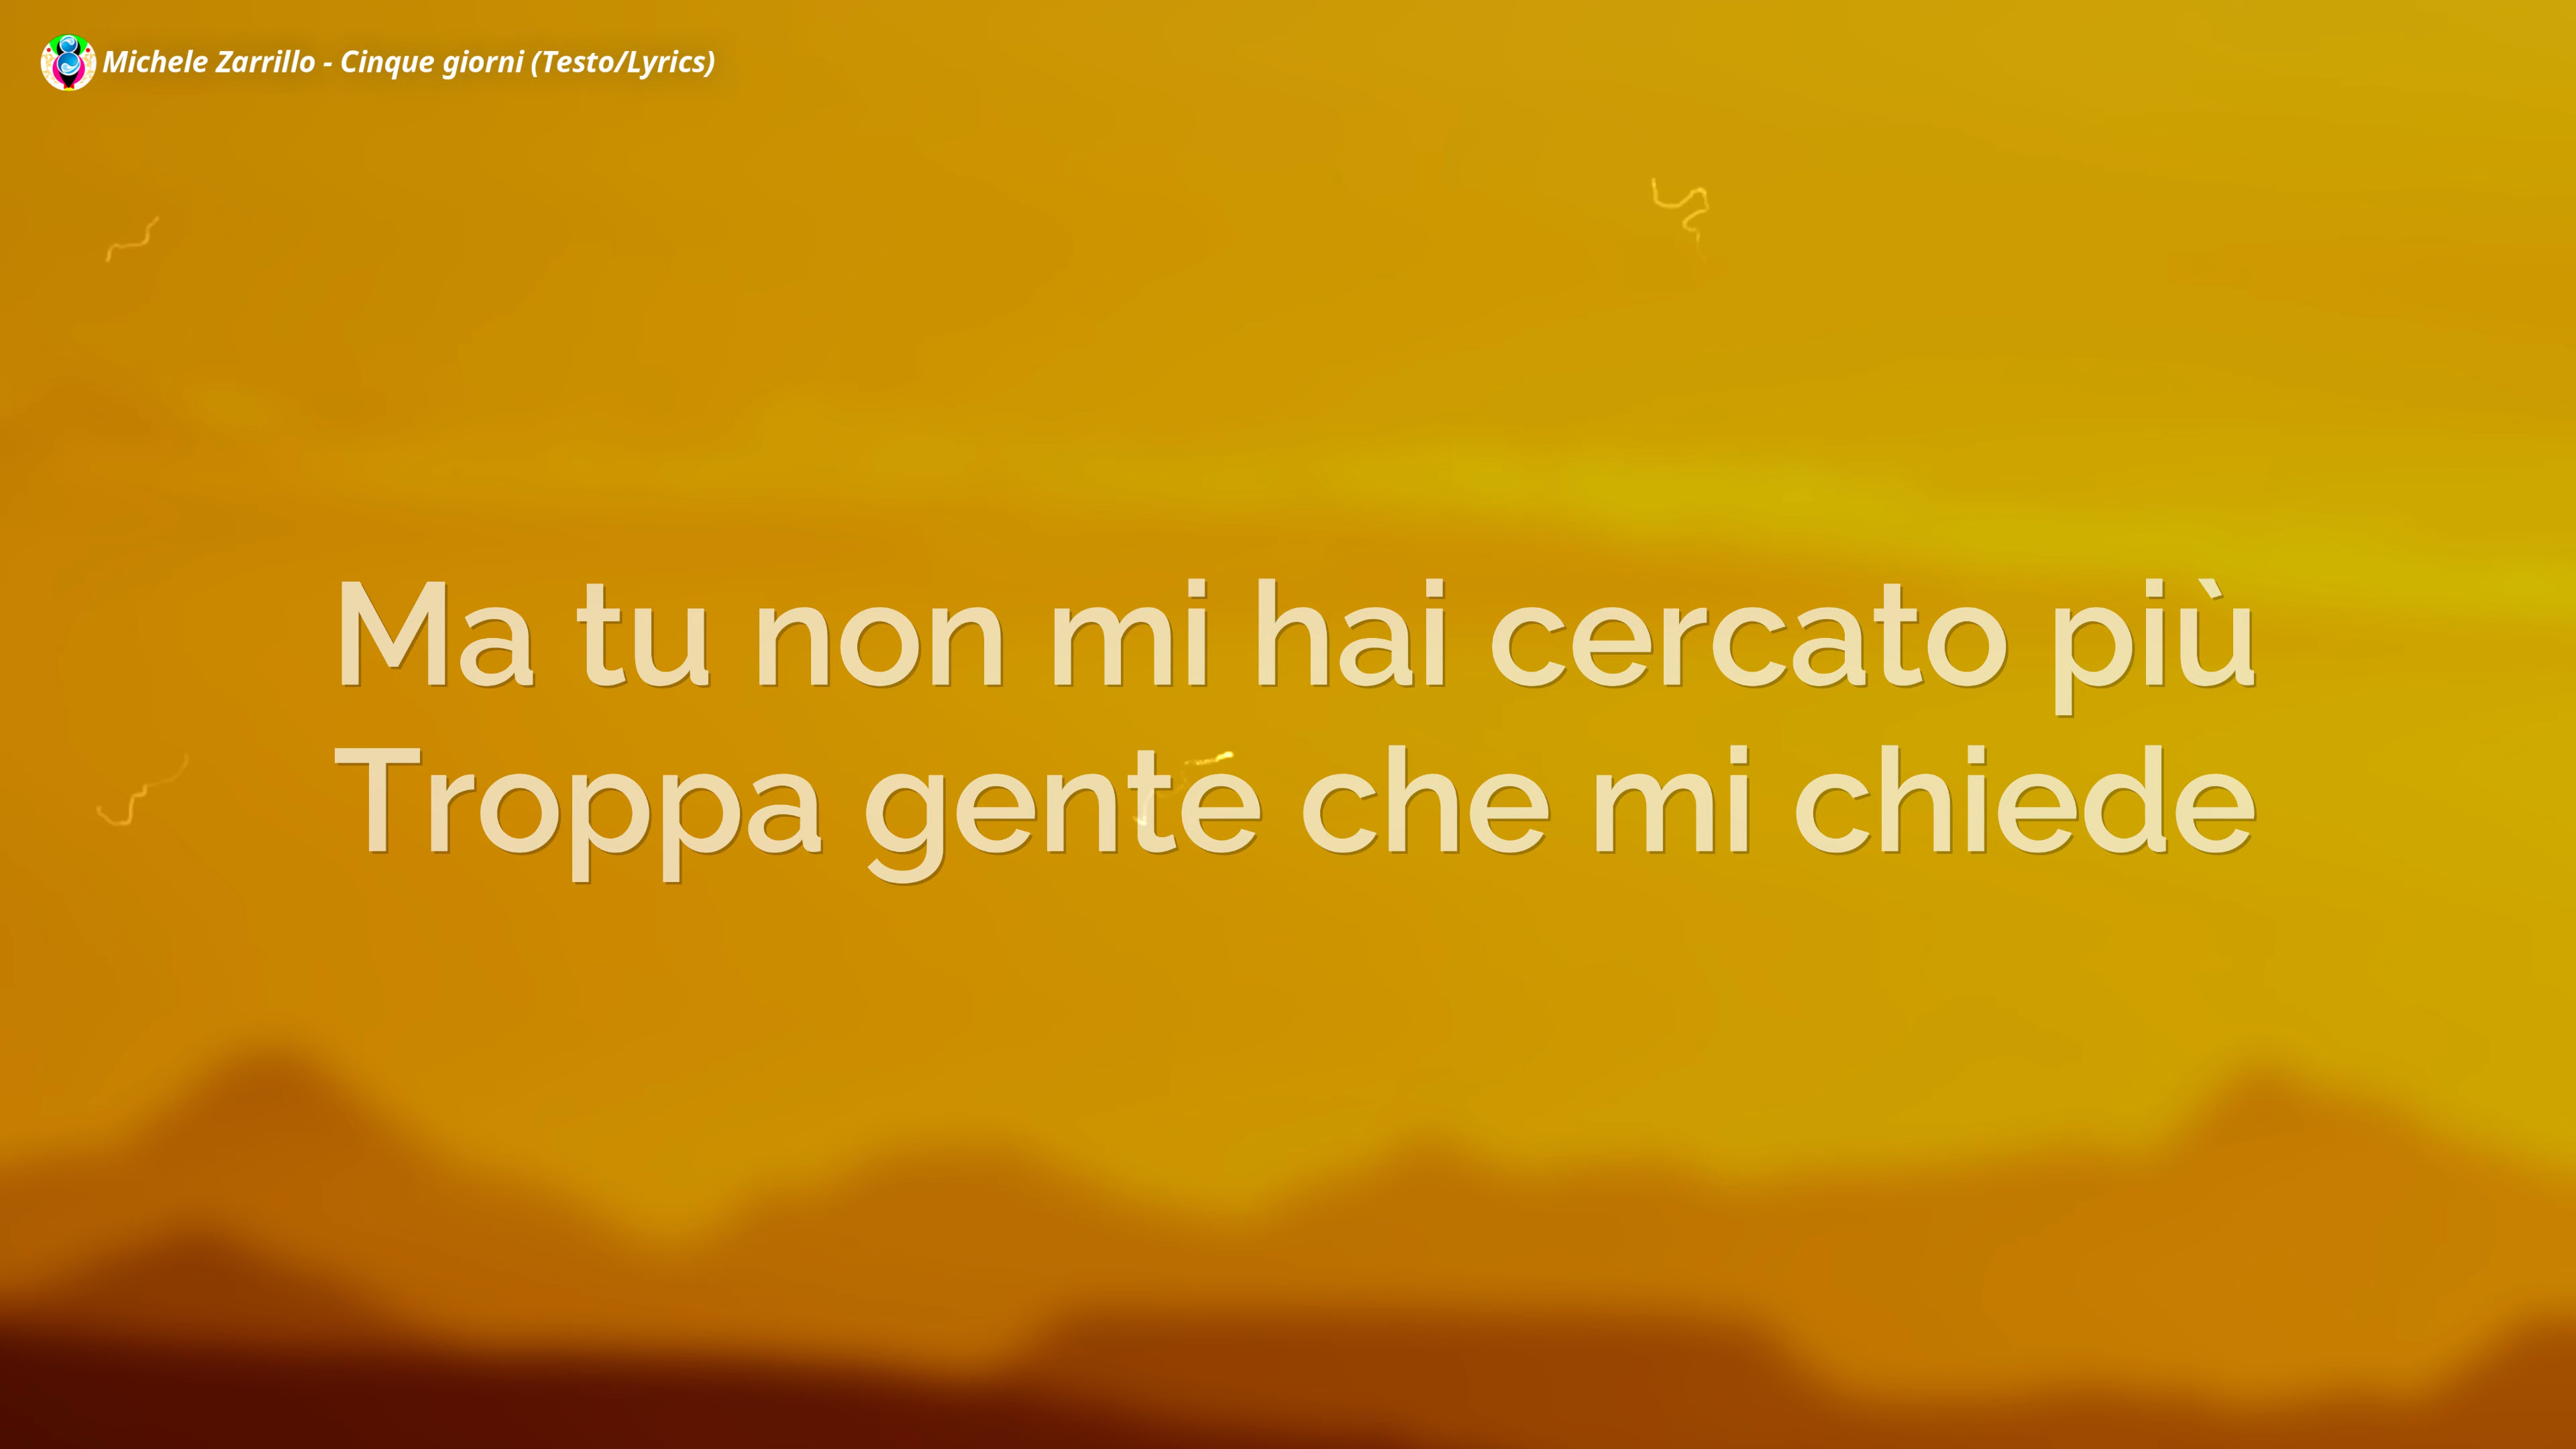 Michele Zarrillo - Cinque giorni (Testo/Lyrics)
Ma tu non mi hai cercato più
Troppa gente che mi chiede